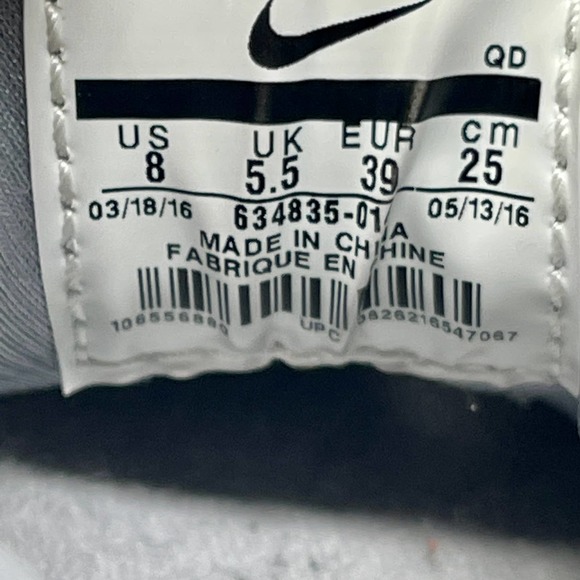 QD
US UK EUR cm
8 5.5 39 25
03/18/16 634835-01 05/13/16
MADE IN CHINA
FABRIQUE EN CHINE
UPC